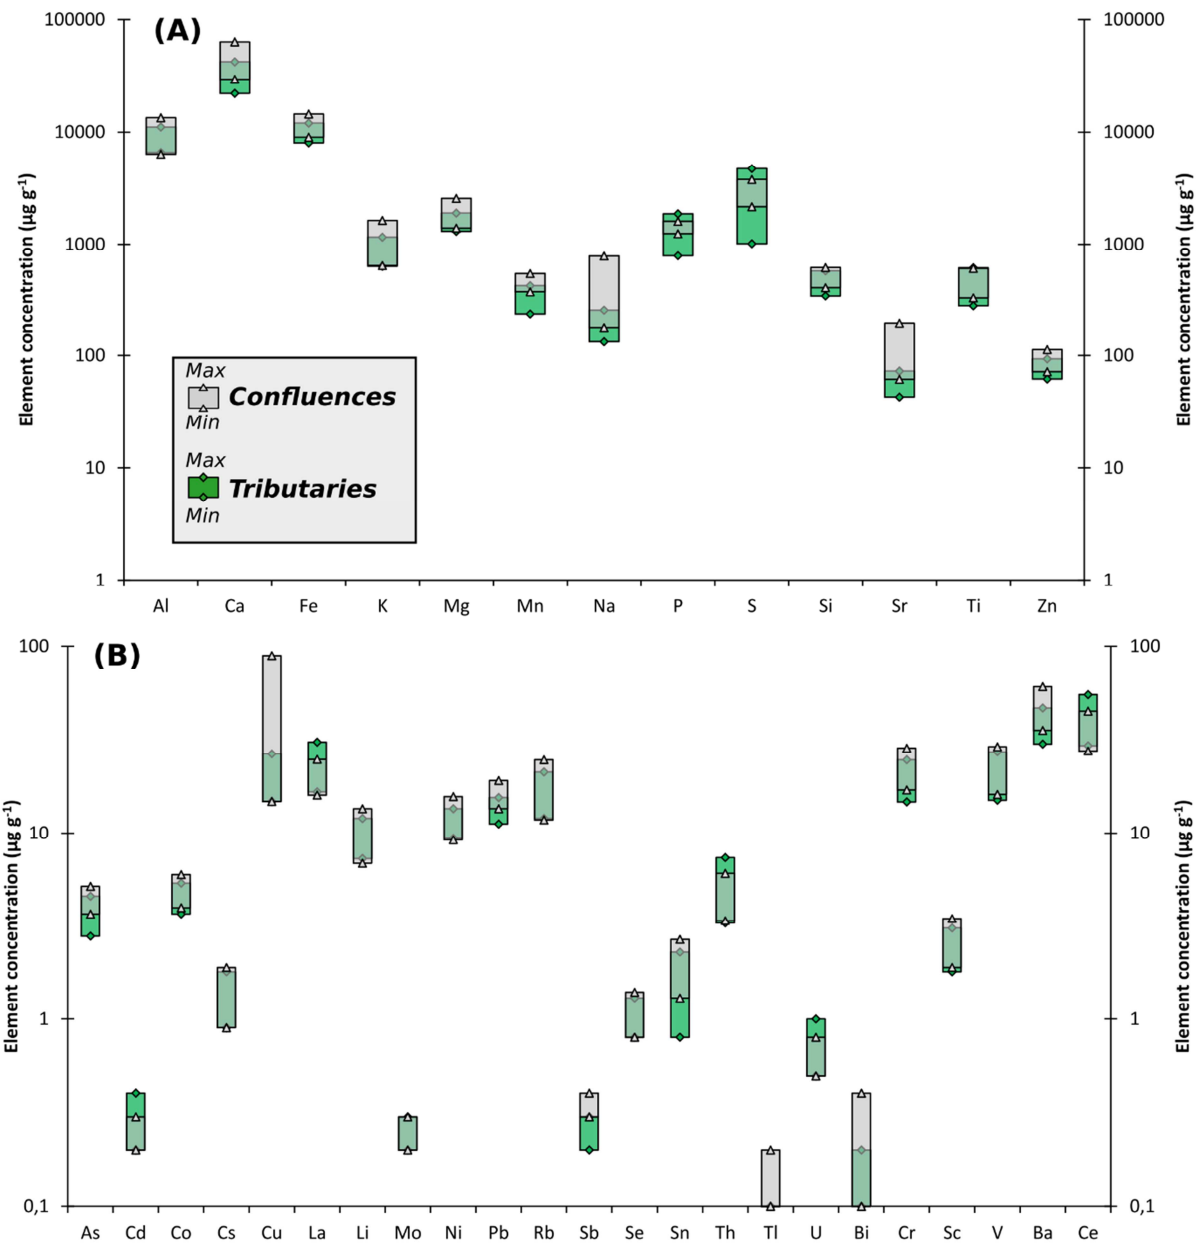 (A)
100000
10000
1000
100
10
1
Element concentration (µg g-1)
Max
Confluences
Min
Max
Tributaries
Min
100000
10000
1000
100
10
1
Element concentration (µg g-1)
Al Ca Fe K Mg Mn Na P S Si Sr Ti Zn
(B)
100
10
1
0,1
Element concentration (µg g-1)
100
10
1
0,1
Element concentration (µg g-1)
As Cd Co Cs Cu La Li Mo Ni Pb Rb Sb Se Sn Th Tl U Bi Cr Sc V Ba Ce